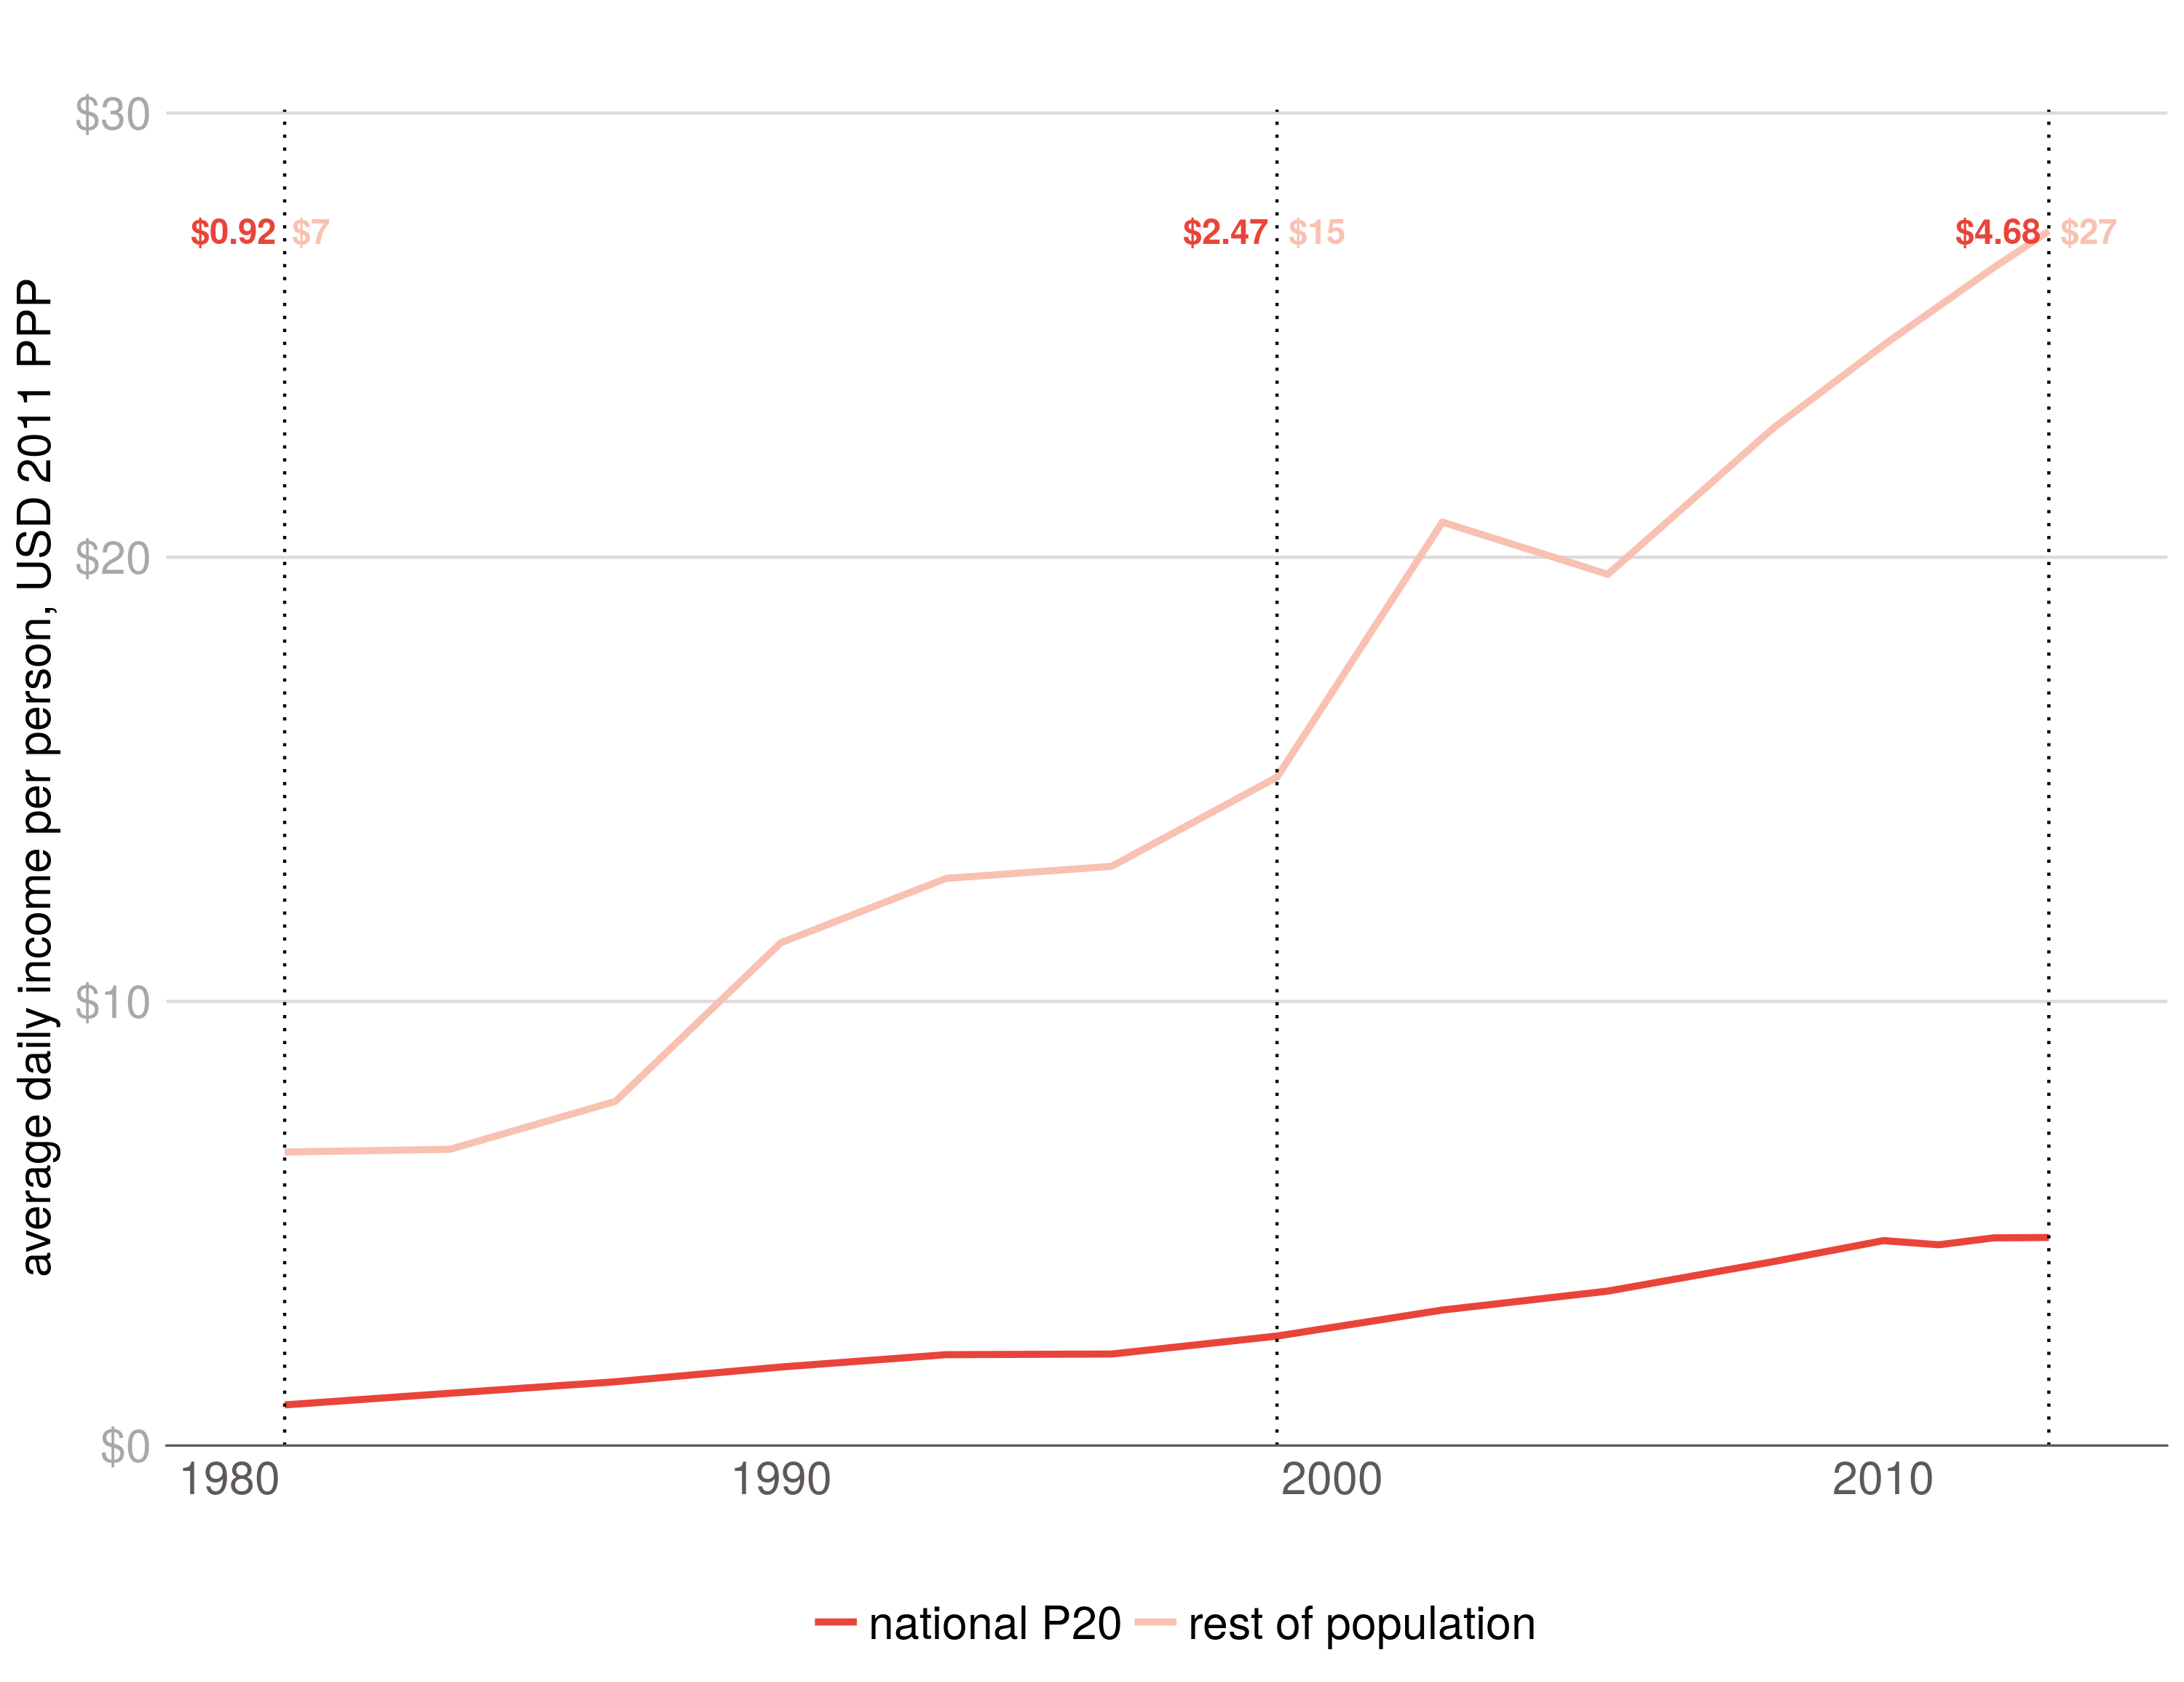 $30
$0.92 $7
$2.47 $15
$4.68 $27
average daily income per person, USD 2011 PPP
$20
$10
$0
1980 1990 2000 2010
national P20 rest of population